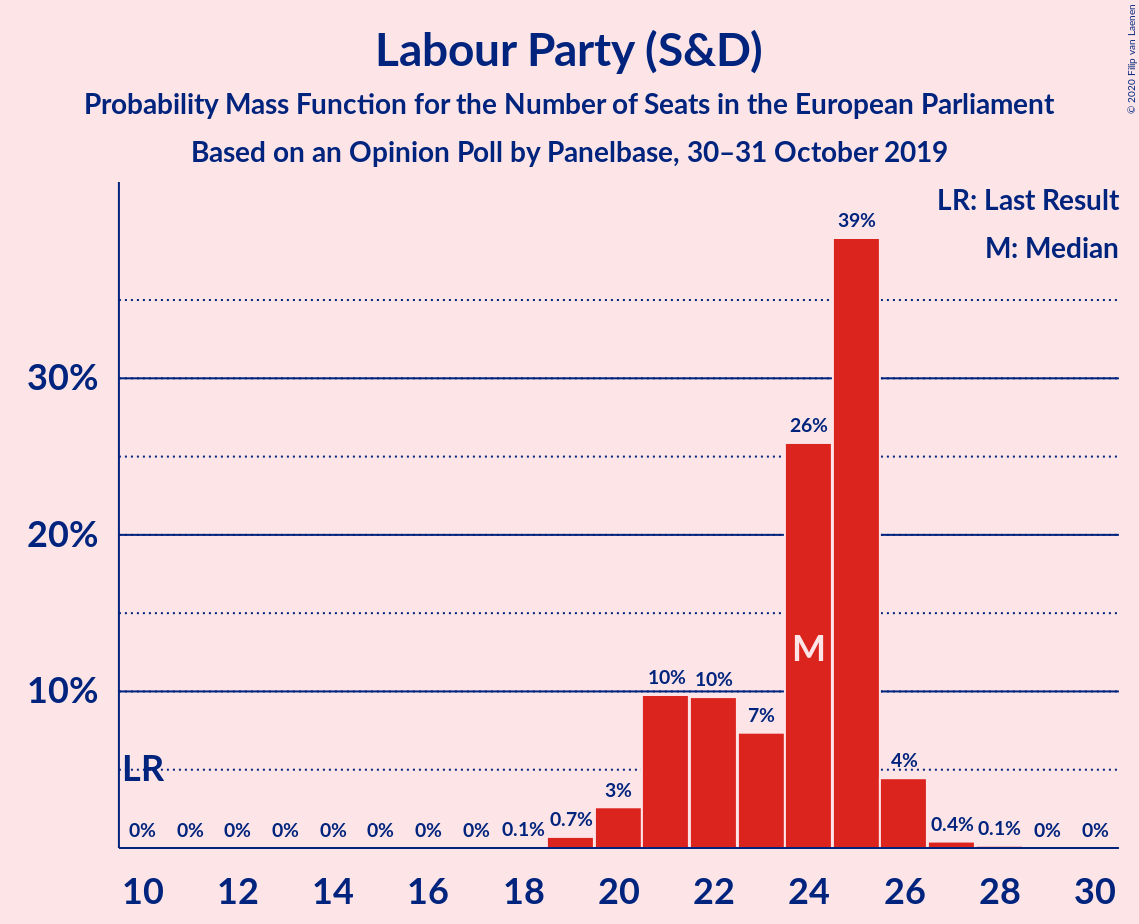 Labour Party (S&D)
Probability Mass Function for the Number of Seats in the European Parliament
Based on an Opinion Poll by Panelbase, 30–31 October 2019
© 2020 Filip van Laenen
LR: Last Result
M: Median
39%
30%
26%
20%
M
10%
10%
10%
7%
LR
4%
3%
0%
0%
0%
0%
0%
0%
0%
0%
0.1%
0.7%
0.4%
0.1%
0%
0%
10 12 14 16 18 20 22 24 26 28 30